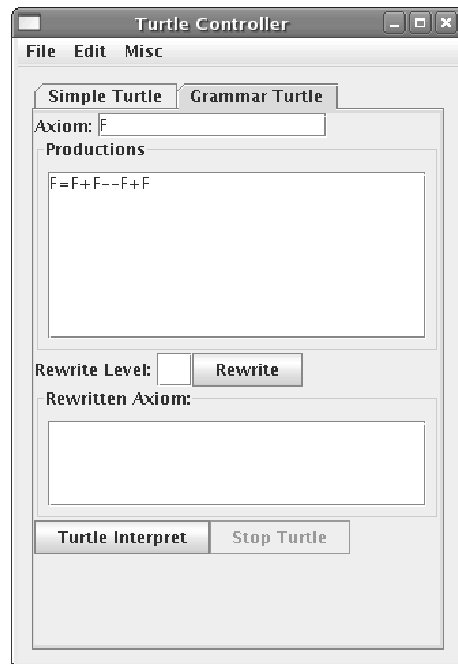 Turtle Controller
File Edit Misc
Simple Turtle Grammar Turtle
Axiom: F
Productions
F=F+F--F+F
Rewrite Level: Rewrite
Rewritten Axiom:
Turtle Interpret Stop Turtle